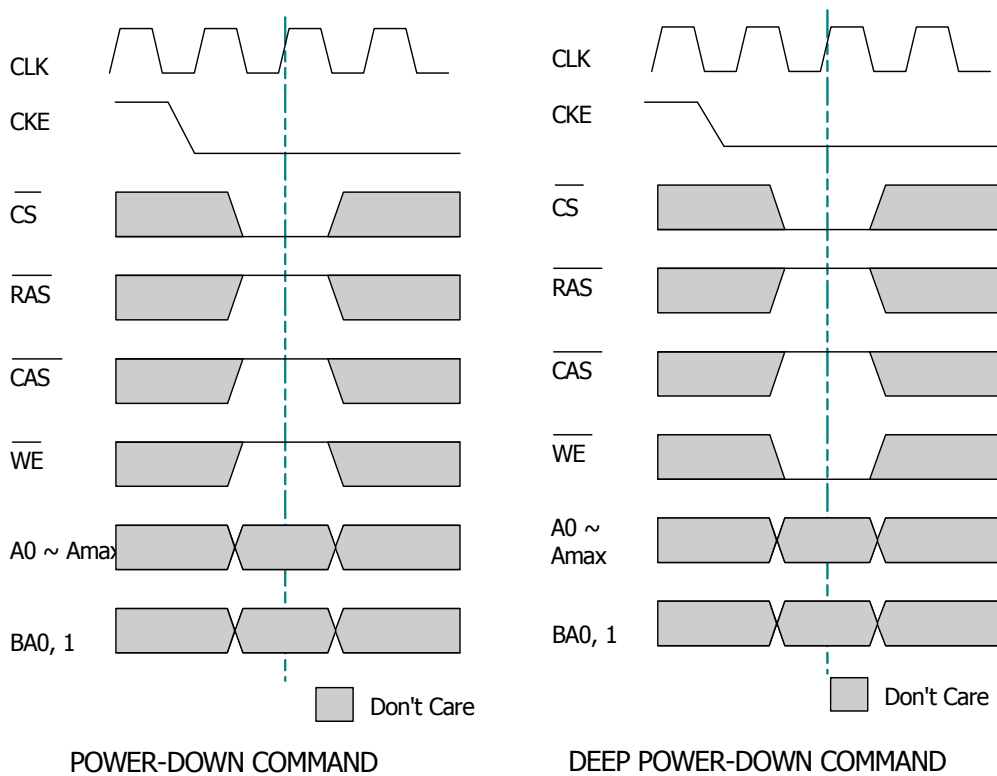 CLK
CKE
CS
RAS
CAS
WE
A0 ~ Amax
BA0, 1
Don't Care
POWER-DOWN COMMAND
CLK
CKE
CS
RAS
CAS
WE
A0 ~
Amax
BA0, 1
Don't Care
DEEP POWER-DOWN COMMAND